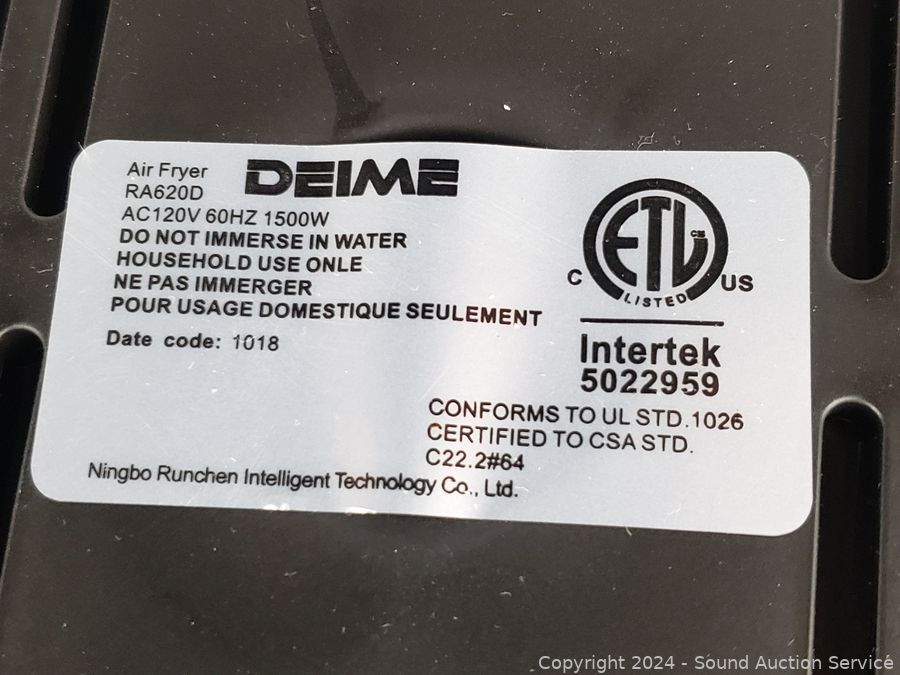 Air Fryer
DEIME
RA620D
AC120V 60HZ 1500W
DO NOT IMMERSE IN WATER
HOUSEHOLD USE ONLE
NE PAS IMMERGER
POUR USAGE DOMESTIQUE SEULEMENT
Date code: 1018
ETL CM
LISTED
C US
Intertek
5022959
CONFORMS TO UL STD.1026
CERTIFIED TO CSA STD.
C22.2#64
Ningbo Runchen Intelligent Technology Co., Ltd.
Copyright 2024 - Sound Auction Service